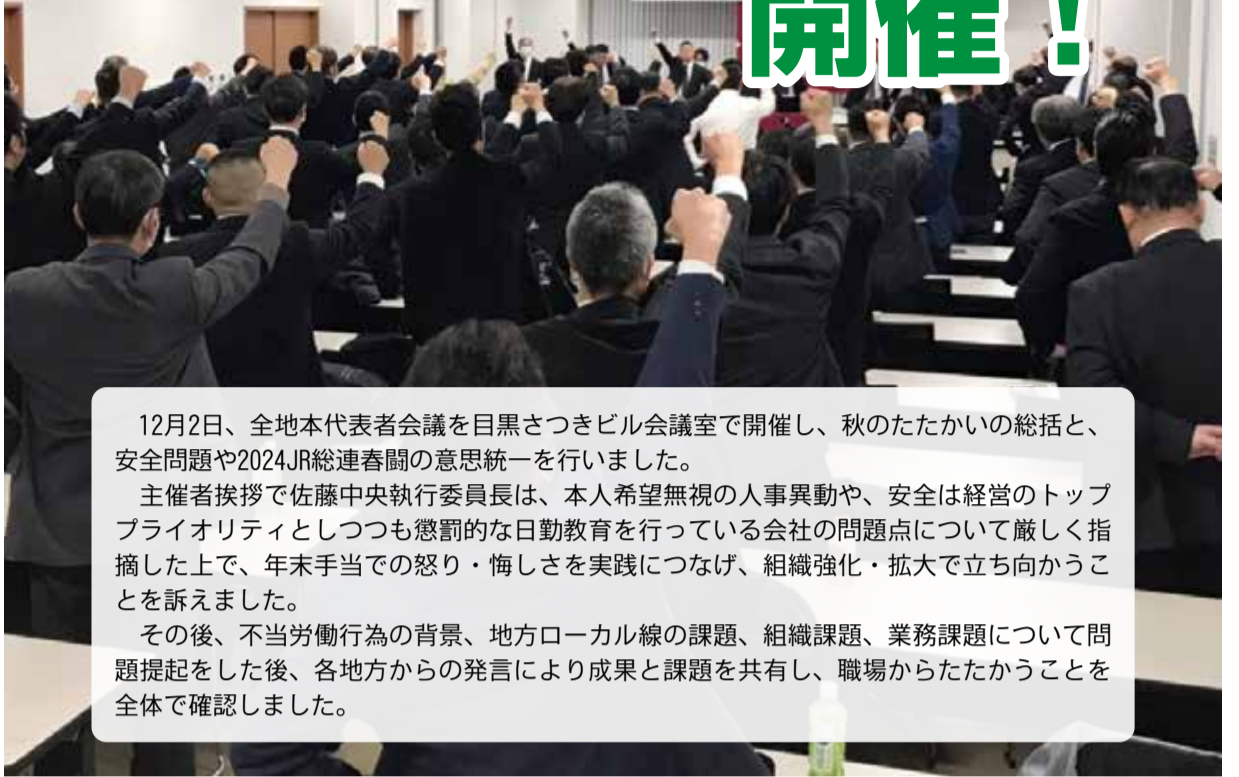 開催！
　12月2日、全地本代表者会議を目黒さつきビル会議室で開催し、秋のたたかいの総括と、
安全問題や2024JR総連春闘の意思統一を行いました。
　主催者挨拶で佐藤中央執行委員長は、本人希望無視の人事異動や、安全は経営のトップ
プライオリティとしつつも懲罰的な日勤教育を行っている会社の問題点について厳しく指
摘した上で、年末手当での怒り・悔しさを実践につなげ、組織強化・拡大で立ち向かうこ
とを訴えました。
　その後、不当労働行為の背景、地方ローカル線の課題、組織課題、業務課題について問
題提起をした後、各地方からの発言により成果と課題を共有し、職場からたたかうことを
全体で確認しました。